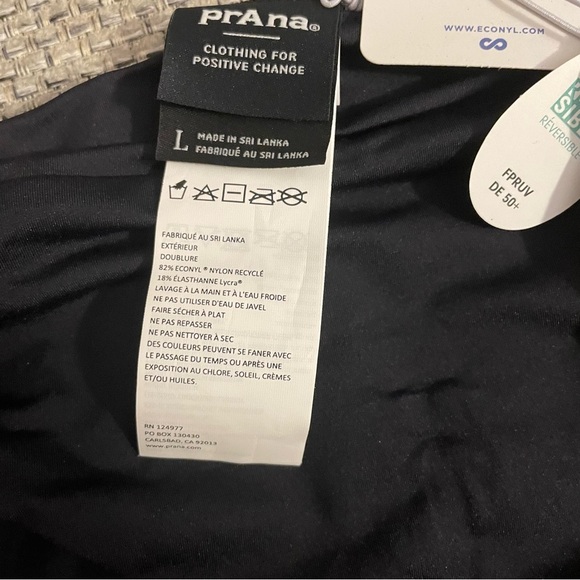 prAna®
CLOTHING FOR
POSITIVE CHANGE
L
MADE IN SRI LANKA
FABRIQUÉ AU SRI LANKA
FABRIQUÉ AU SRI LANKA
EXTÉRIEUR
DOUBLURE
82% ECONYL ® NYLON RECYCLÉ
18% ÉLASTHANNE Lycra®
LAVAGE À LA MAIN ET À L'EAU FROIDE
NE PAS UTILISER D'EAU DE JAVEL
FAIRE SÉCHER À PLAT
NE PAS REPASSER
NE PAS NETTOYER À SEC
DES COULEURS PEUVENT SE FANER AVEC
LE PASSAGE DU TEMPS OU APRÈS UNE
EXPOSITION AU CHLORE, SOLEIL, CRÈMES
ET/OU HUILES.
RN 124977
PO BOX 130430
CARLSBAD, CA 92013
www.prana.com
WWW.ECONYL.COM
RÉVERSIBL
FPRUV
DE 50+